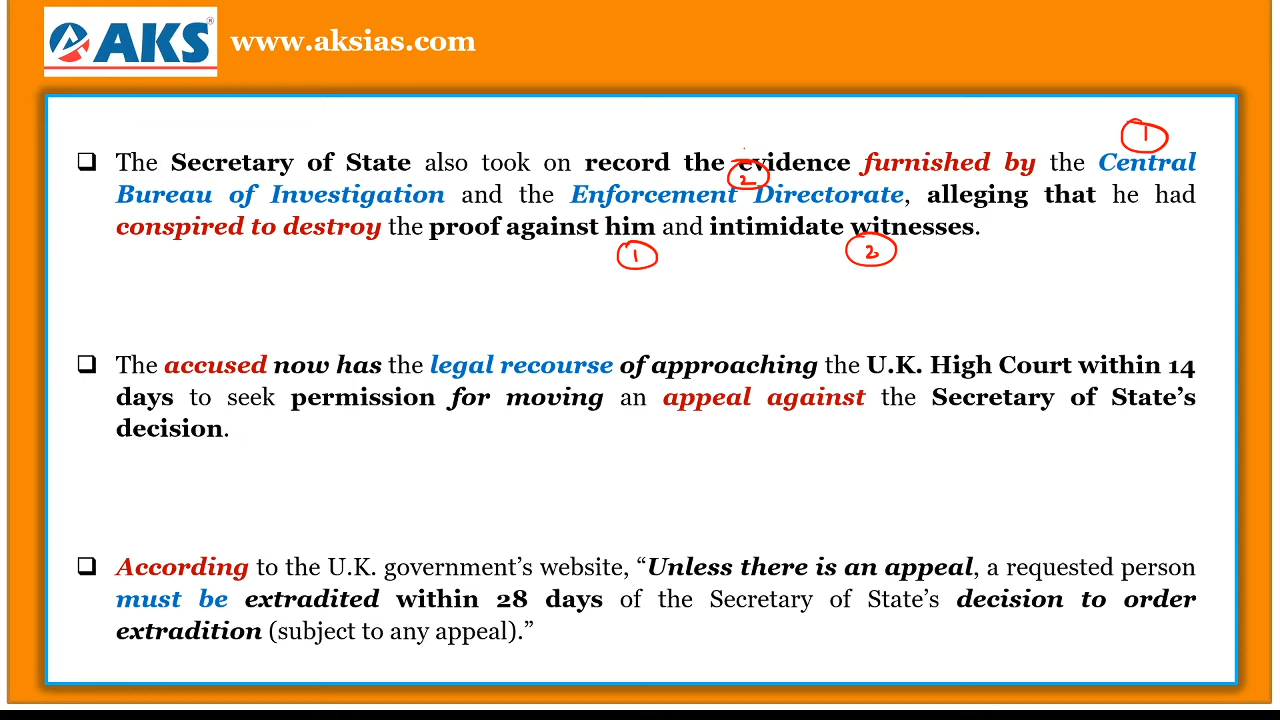 AKS www.aksias.com
1
❑ The Secretary of State also took on record the evidence furnished by the Central
2
Bureau of Investigation and the Enforcement Directorate, alleging that he had
conspired to destroy the proof against him and intimidate witnesses.
1 2
❑ The accused now has the legal recourse of approaching the U.K. High Court within 14
days to seek permission for moving an appeal against the Secretary of State’s
decision.
❑ According to the U.K. government’s website, “Unless there is an appeal, a requested person
must be extradited within 28 days of the Secretary of State’s decision to order
extradition (subject to any appeal).”